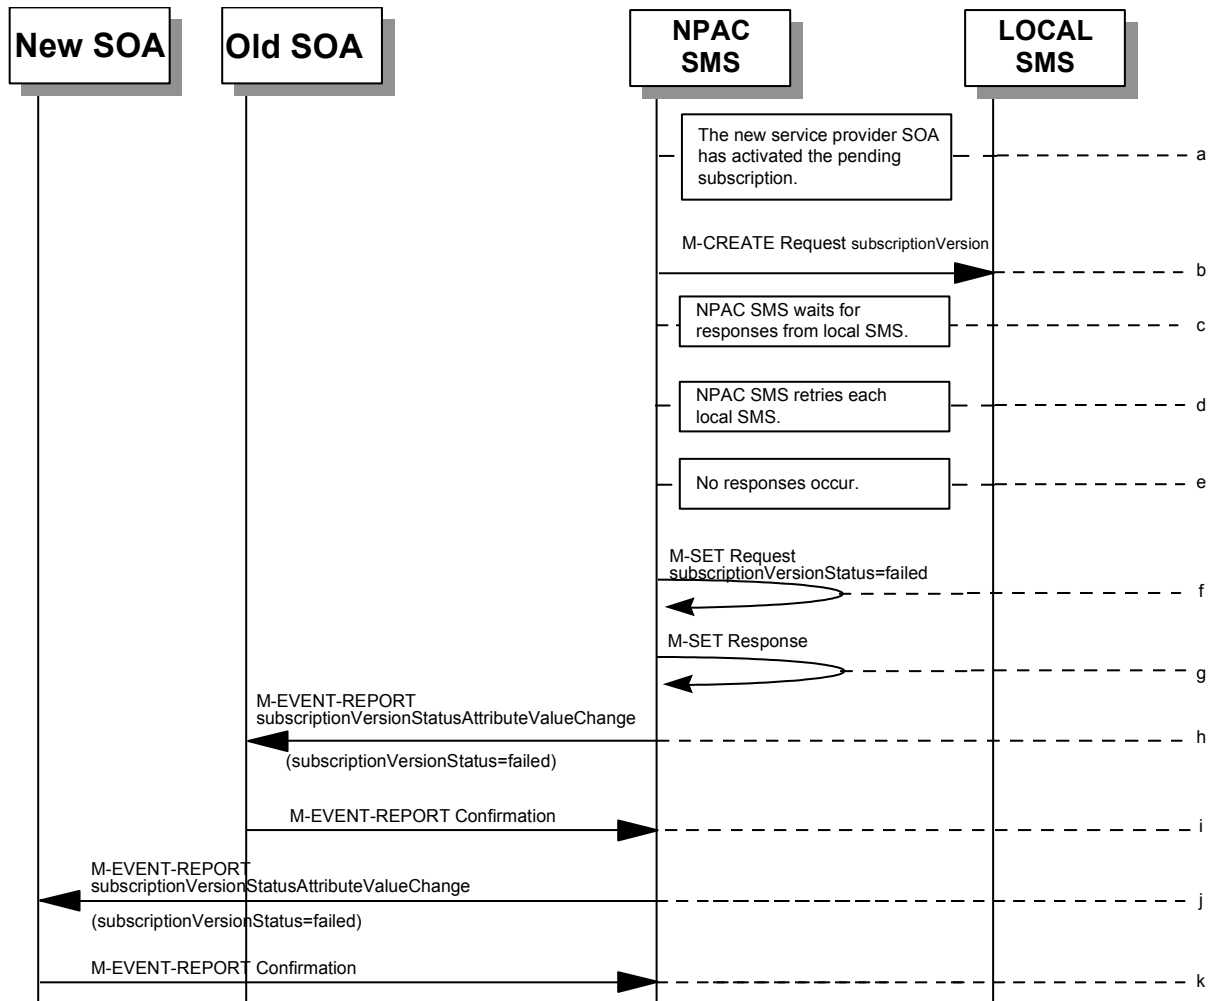 New SOA
Old SOA
NPAC
SMS
LOCAL
SMS
The new service provider SOA
has activated the pending
subscription.
a
M-CREATE Request subscriptionVersion
b
NPAC SMS waits for
responses from local SMS.
c
NPAC SMS retries each
local SMS.
d
No responses occur.
e
M-SET Request
subscriptionVersionStatus=failed
f
M-SET Response
g
M-EVENT-REPORT
subscriptionVersionStatusAttributeValueChange
h
(subscriptionVersionStatus=failed)
M-EVENT-REPORT Confirmation
i
M-EVENT-REPORT
subscriptionVersionStatusAttributeValueChange
j
(subscriptionVersionStatus=failed)
M-EVENT-REPORT Confirmation
k